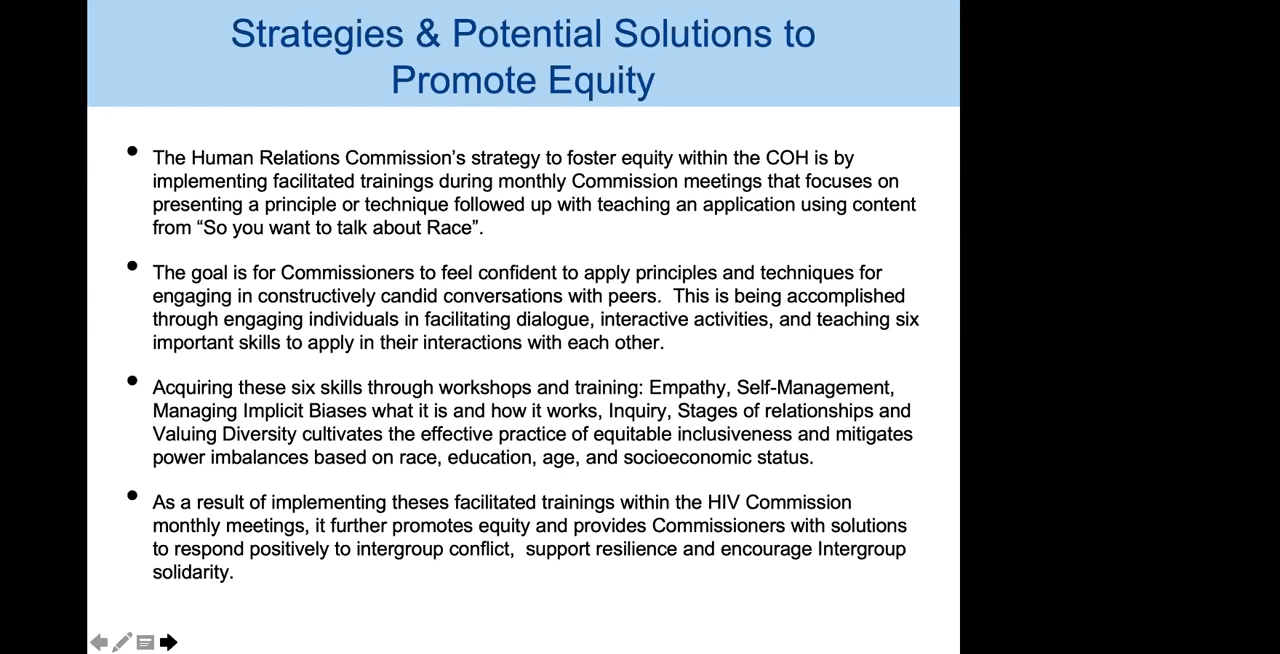 Strategies & Potential Solutions to
Promote Equity
• The Human Relations Commission’s strategy to foster equity within the COH is by
implementing facilitated trainings during monthly Commission meetings that focuses on
presenting a principle or technique followed up with teaching an application using content
from “So you want to talk about Race”.
• The goal is for Commissioners to feel confident to apply principles and techniques for
engaging in constructively candid conversations with peers.  This is being accomplished
through engaging individuals in facilitating dialogue, interactive activities, and teaching six
important skills to apply in their interactions with each other.
• Acquiring these six skills through workshops and training: Empathy, Self-Management,
Managing Implicit Biases what it is and how it works, Inquiry, Stages of relationships and
Valuing Diversity cultivates the effective practice of equitable inclusiveness and mitigates
power imbalances based on race, education, age, and socioeconomic status.
• As a result of implementing theses facilitated trainings within the HIV Commission
monthly meetings, it further promotes equity and provides Commissioners with solutions
to respond positively to intergroup conflict,  support resilience and encourage Intergroup
solidarity.